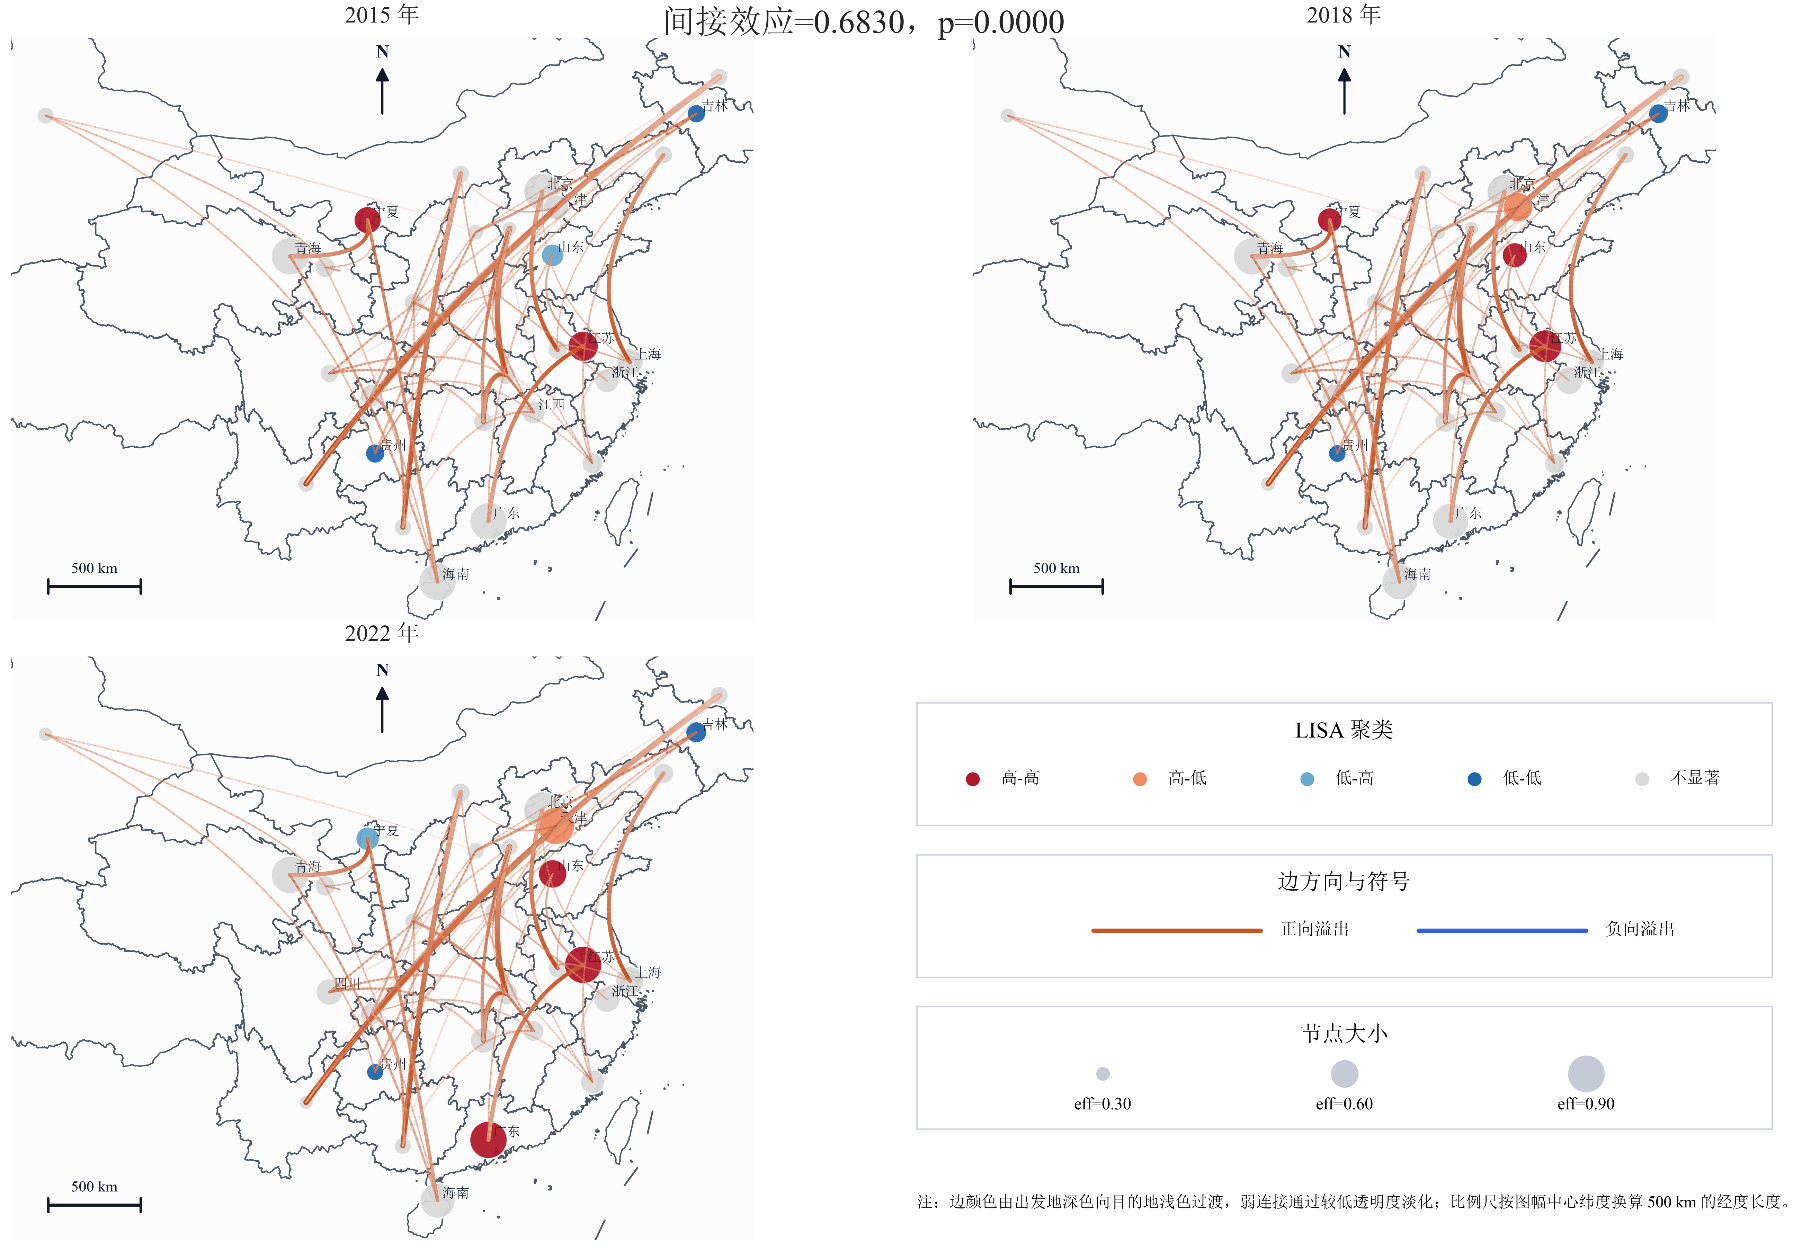 间接效应=0.6830，p=0.0000
2015 年
N
吉林
北京
津
宁夏
山东
青海
江苏
上海
浙江
江西
贵州
广东
海南
500 km
2018 年
N
吉林
北京
津
宁夏
山东
青海
江苏
上海
浙江
贵州
广东
海南
500 km
2022 年
N
吉林
北京
天津
宁夏
山东
青海
江苏
上海
四川
浙江
贵州
广东
海南
500 km
LISA 聚类
高-高
高-低
低-高
低-低
不显著
边方向与符号
正向溢出
负向溢出
节点大小
eff=0.30
eff=0.60
eff=0.90
注：边颜色由出发地深色向目的地浅色过渡，弱连接通过较低透明度淡化；比例尺按图幅中心纬度换算 500 km 的经度长度。